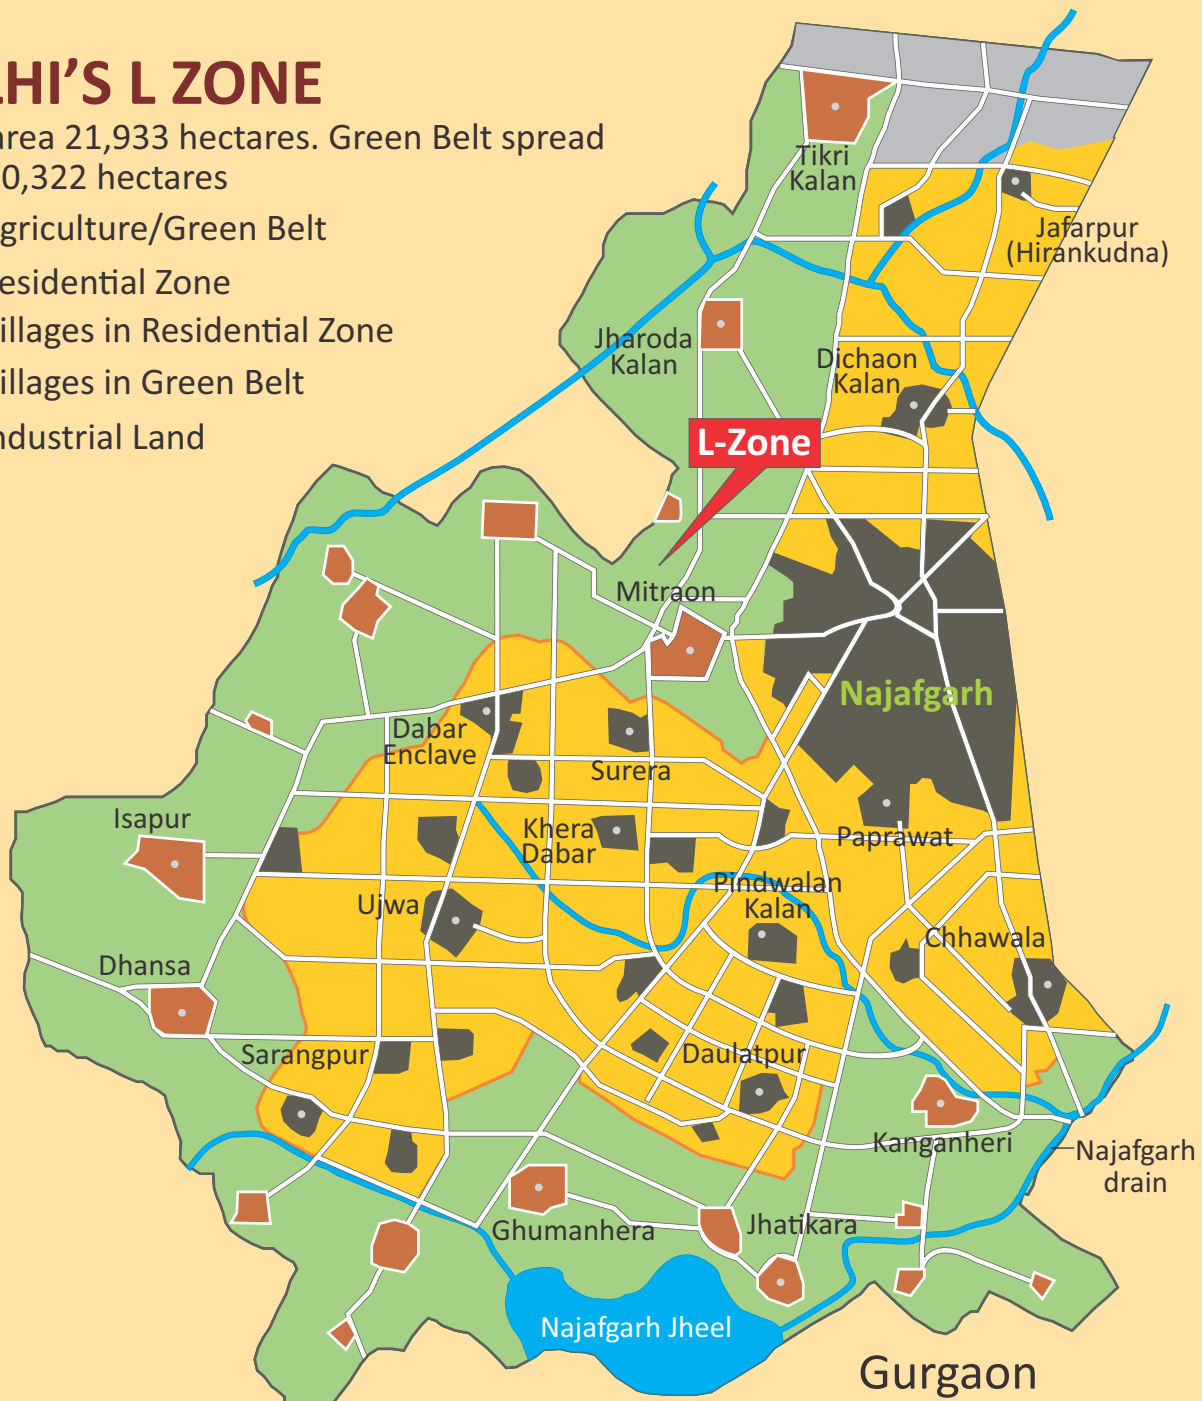 LHI'S L ZONE
area 21,933 hectares. Green Belt spread
0,322 hectares
griculture/Green Belt
esidential Zone
illages in Residential Zone
illages in Green Belt
ndustrial Land
Tikri
Kalan
Jafarpur
(Hirankudna)
Jharoda
Kalan
Dichaon
Kalan
L-Zone
Mitraon
Najafgarh
Dabar
Enclave
Surera
Isapur
Khera
Dabar
Paprawat
Pindwalan
Kalan
Ujwa
Chhawala
Dhansa
Sarangpur
Daulatpur
Kanganheri
Najafgarh
drain
Ghumanhera
Jhatikara
Najafgarh Jheel
Gurgaon